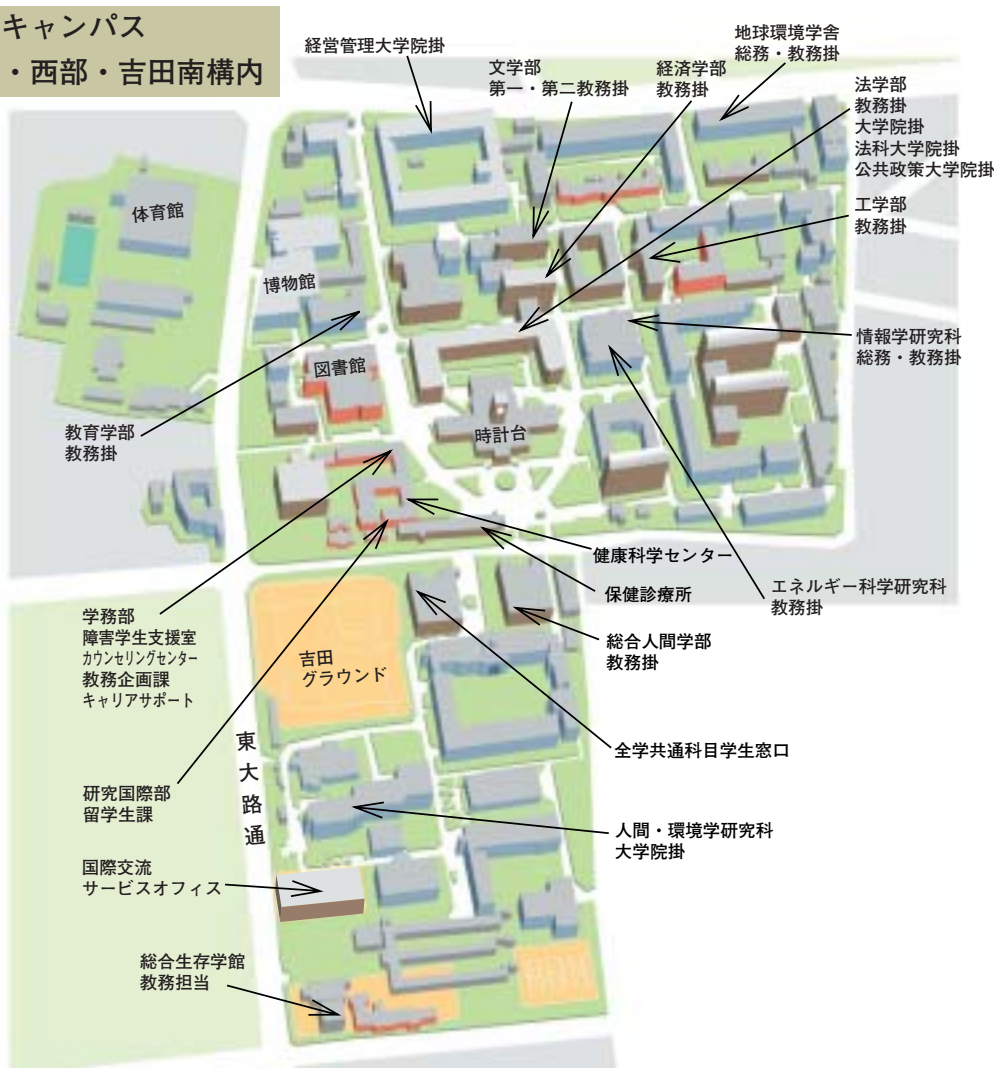 キャンパス
・西部・吉田南構内
経営管理大学院掛
文学部
第一・第二教務掛
経済学部
教務掛
地球環境学舎
総務・教務掛
法学部
教務掛
大学院掛
法科大学院掛
公共政策大学院掛
工学部
教務掛
体育館
博物館
情報学研究科
総務・教務掛
図書館
教育学部
教務掛
時計台
健康科学センター
保健診療所
エネルギー科学研究科
教務掛
学務部
障害学生支援室
カウンセリングセンター
教務企画課
キャリアサポート
総合人間学部
教務掛
吉田
グラウンド
全学共通科目学生窓口
東大路通
研究国際部
留学生課
人間・環境学研究科
大学院掛
国際交流
サービスオフィス
総合生存学館
教務担当